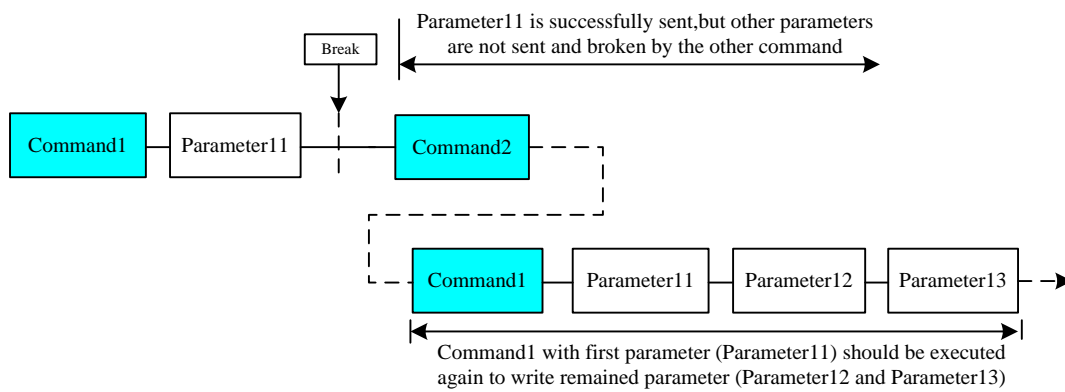 Parameter11 is successfully sent,but other parameters
are not sent and broken by the other command
Break
Command1
Parameter11
Command2
Command1
Parameter11
Parameter12
Parameter13
Command1 with first parameter (Parameter11) should be executed
again to write remained parameter (Parameter12 and Parameter13)